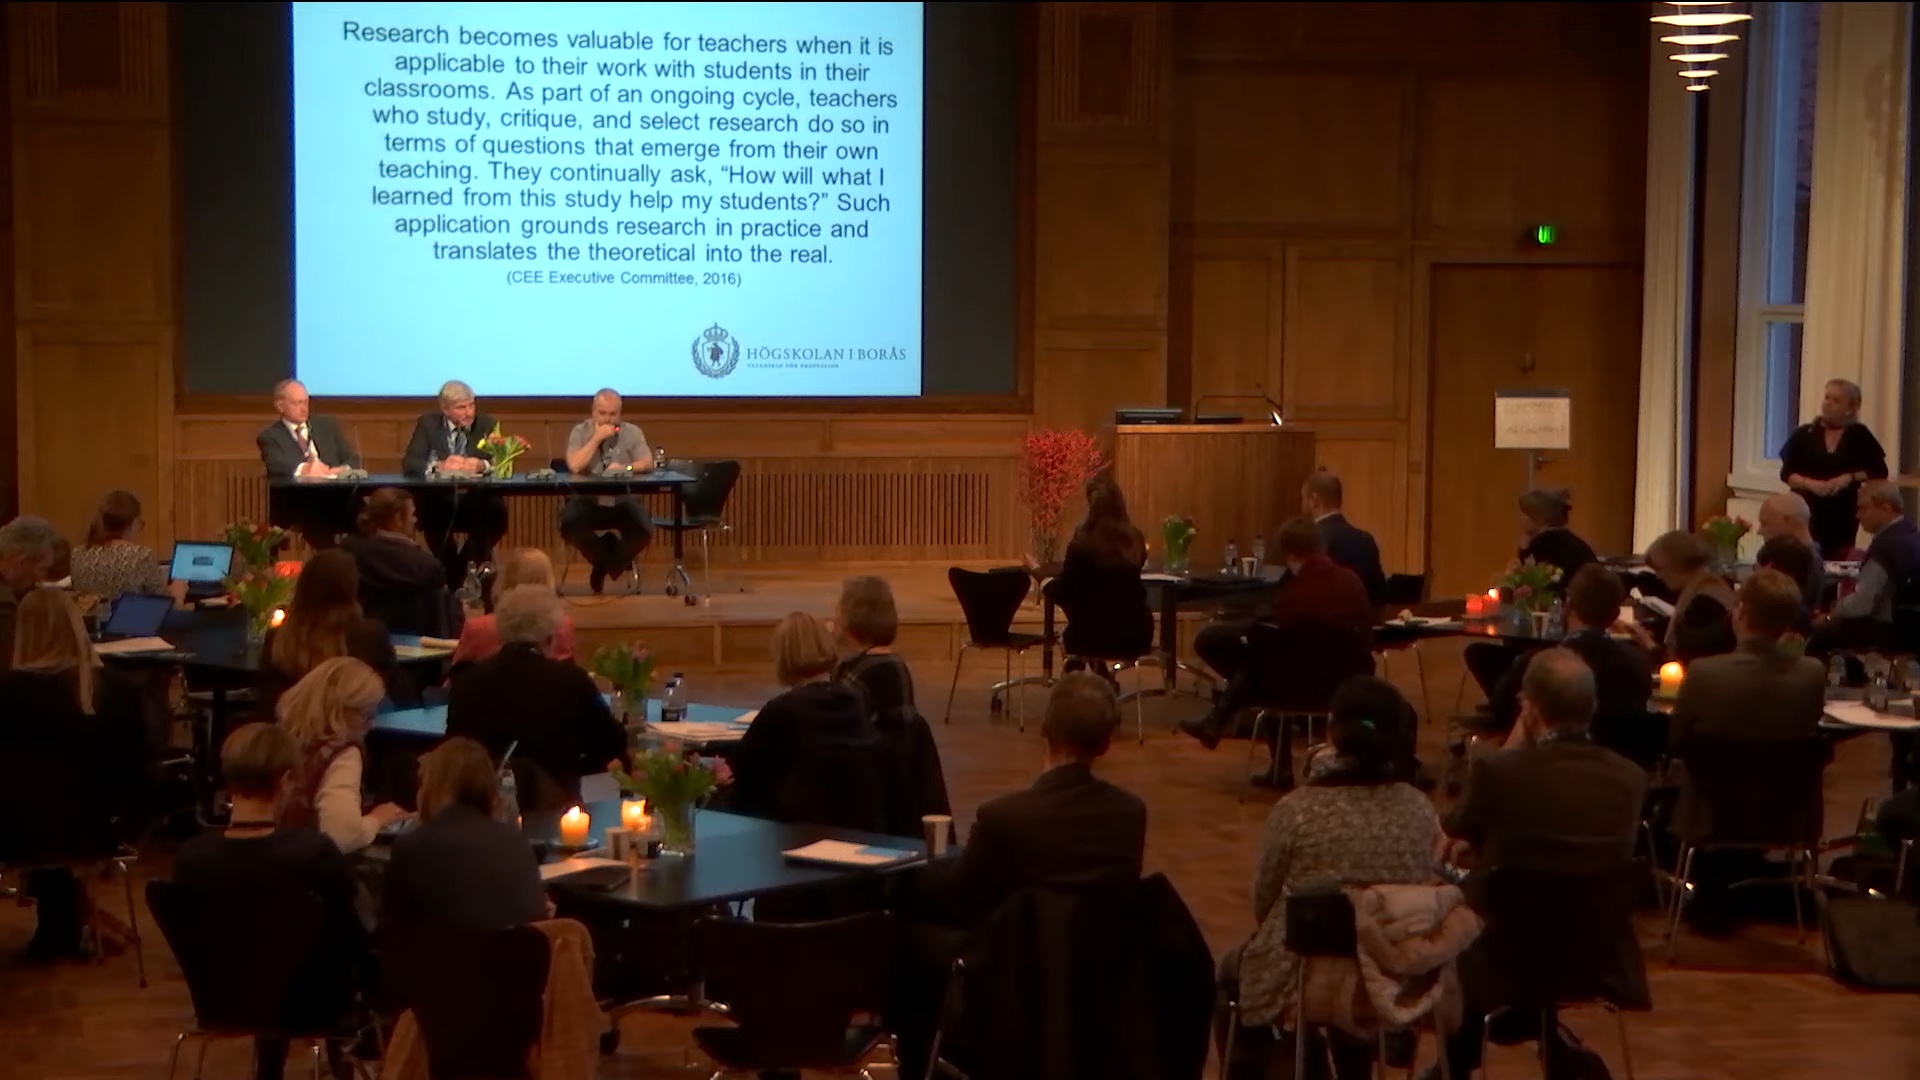 Research becomes valuable for teachers when it is
applicable to their work with students in their
classrooms. As part of an ongoing cycle, teachers
who study, critique, and select research do so in
terms of questions that emerge from their own
teaching. They continually ask, “How will what I
learned from this study help my students?” Such
application grounds research in practice and
translates the theoretical into the real.
(CEE Executive Committee, 2016)
HÖGSKOLAN I BORÅS
VETENSKAP FÖR PROFESSION